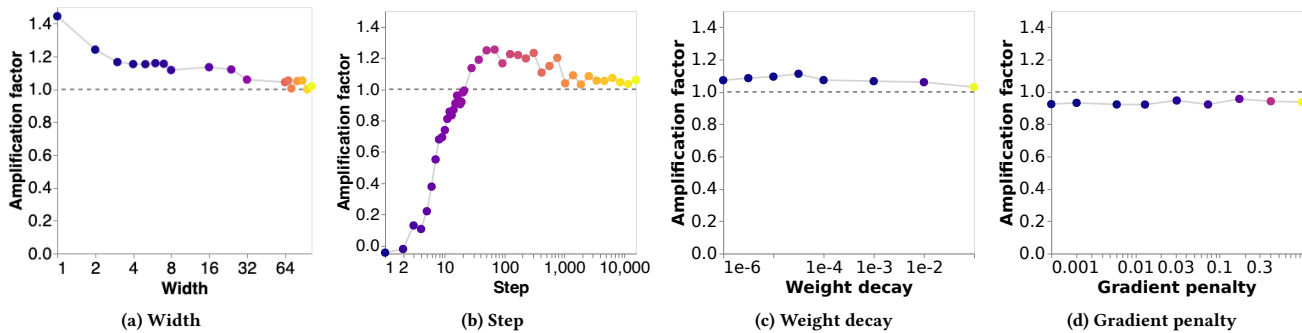 Amplification factor
1.4
1.2
1.0
0.8
0.6
0.4
0.2
0.0
1 2 4 8 16 32 64
Width
(a) Width
Amplification factor
1.4
1.2
1.0
0.8
0.6
0.4
0.2
0.0
1 2 10 100 1,000 10,000
Step
(b) Step
Amplification factor
1.4
1.2
1.0
0.8
0.6
0.4
0.2
0.0
1e-6 1e-4 1e-3 1e-2
Weight decay
(c) Weight decay
Amplification factor
1.4
1.2
1.0
0.8
0.6
0.4
0.2
0.0
0.001 0.01 0.03 0.1 0.3
Gradient penalty
(d) Gradient penalty